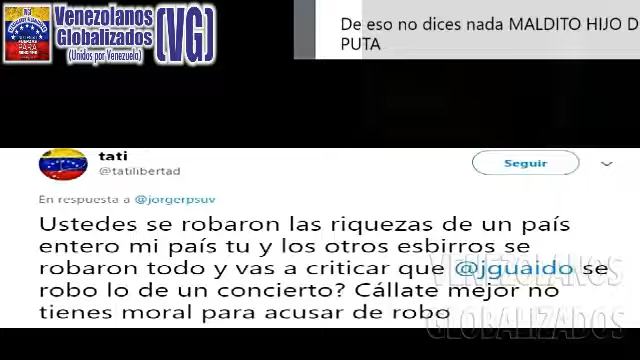 Venezolanos
Globalizados
(Unidos por Venezuela)
(VG)
De eso no dices nada MALDITO HIJO D
PUTA
tati
@tatilibertad
Seguir
En respuesta a @jorgerpsuv
Ustedes se robaron las riquezas de un país
entero mi país tu y los otros esbirros se
robaron todo y vas a criticar que @jguaido se
robo lo de un concierto? Cállate mejor no
tienes moral para acusar de robo
VENEZOLANOS
GLOBALIZADOS